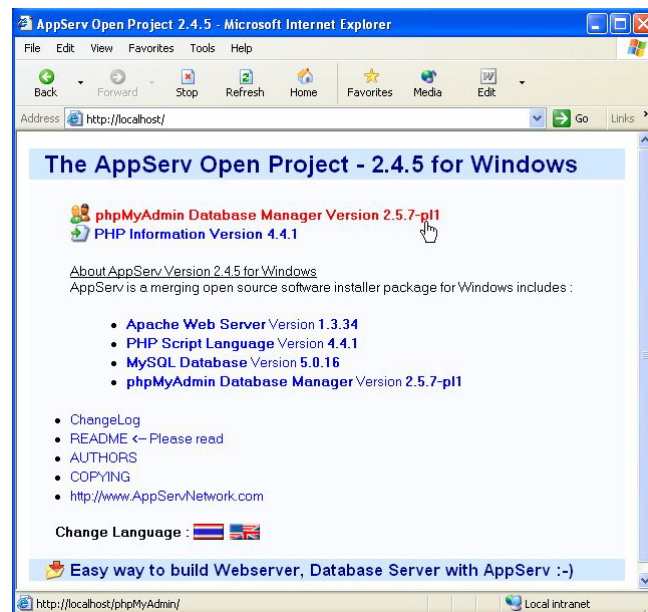 AppServ Open Project 2.4.5 - Microsoft Internet Explorer
File Edit View Favorites Tools Help
Back Forward Stop Refresh Home Favorites Media Edit
Address http://localhost/ Go Links
The AppServ Open Project - 2.4.5 for Windows
phpMyAdmin Database Manager Version 2.5.7-pl1
PHP Information Version 4.4.1
About AppServ Version 2.4.5 for Windows
AppServ is a merging open source software installer package for Windows includes :
• Apache Web Server Version 1.3.34
• PHP Script Language Version 4.4.1
• MySQL Database Version 5.0.16
• phpMyAdmin Database Manager Version 2.5.7-pl1
• ChangeLog
• README <-- Please read
• AUTHORS
• COPYING
• http://www.AppServNetwork.com
Change Language :
Easy way to build Webserver, Database Server with AppServ :-)
http://localhost/phpMyAdmin/ Local intranet